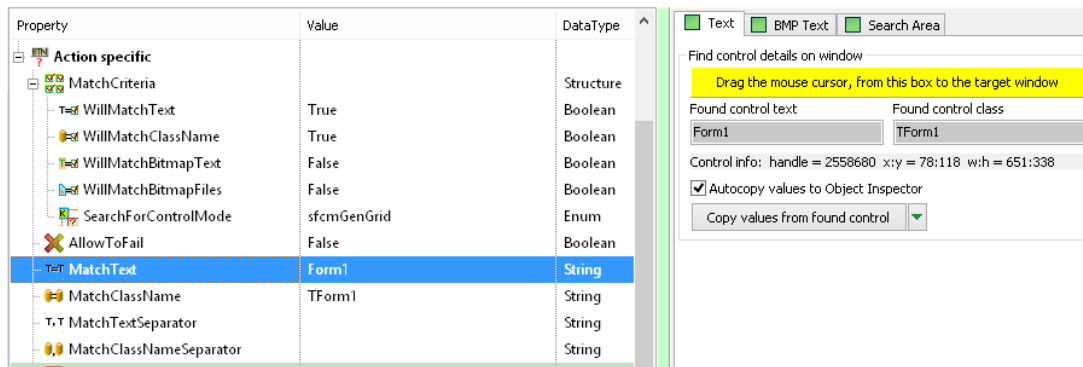 Property Value DataType
Action specific
MatchCriteria Structure
WillMatchText True Boolean
WillMatchClassName True Boolean
WillMatchBitmapText False Boolean
WillMatchBitmapFiles False Boolean
SearchForControlMode sfcmGenGrid Enum
AllowToFail False Boolean
T=T MatchText Form1 String
MatchClassName TForm1 String
T,T MatchTextSeparator String
MatchClassNameSeparator String
Text BMP Text Search Area
Find control details on window
Drag the mouse cursor, from this box to the target window
Found control text Found control class
Form1 TForm1
Control info: handle = 2558680 x:y = 78:118 w:h = 651:338
Autocopy values to Object Inspector
Copy values from found control